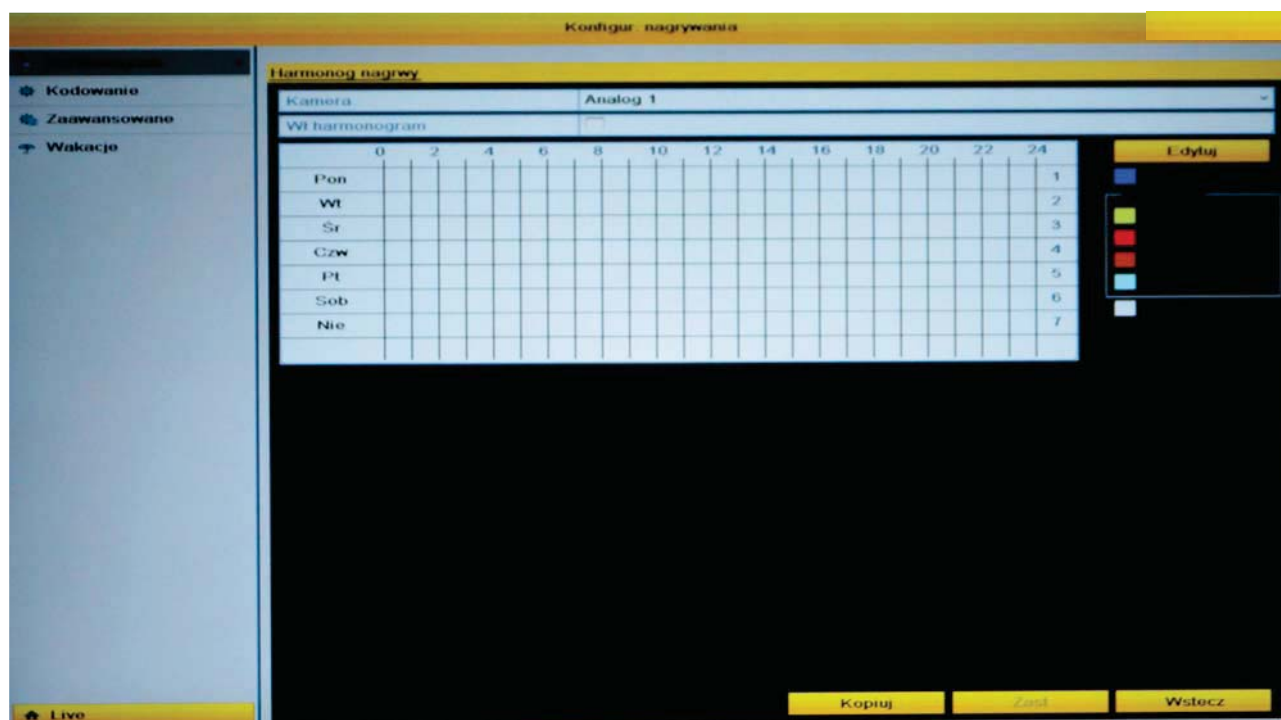 Konfigur. nagrywania
Kodowanie
Zaawansowane
Wakacje
Live
Harmonog nagrwy
Kamera Analog 1
Wł harmonogram
0 2 4 6 8 10 12 14 16 18 20 22 24
Pon 1
Wt 2
Śr 3
Czw 4
Pt 5
Sob 6
Nie 7
Edytuj
Kopiuj Zast Wstecz